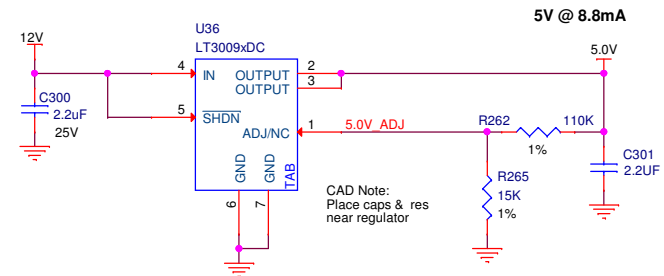 5V @ 8.8mA
U36
LT3009xDC
12V
5.0V
4
IN
OUTPUT
2
OUTPUT
3
C300
2.2uF
25V
5
SHDN
ADJ/NC
1
5.0V_ADJ
R262
110K
1%
C301
2.2UF
GND
GND
TAB
R265
15K
1%
6
7
CAD Note:
Place caps & res
near regulator